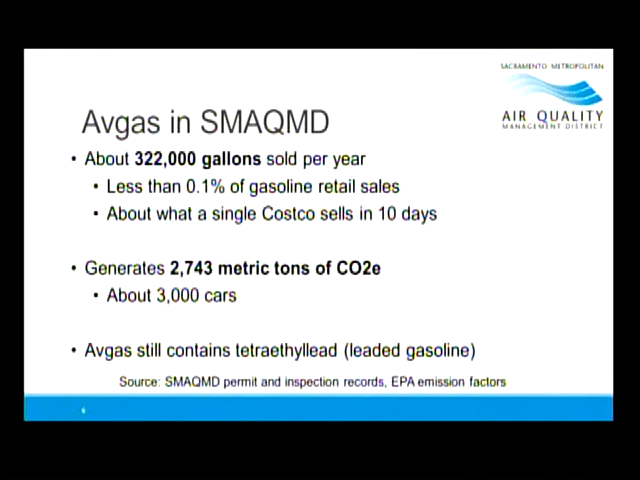 SACRAMENTO METROPOLITAN
AIR QUALITY
MANAGEMENT DISTRICT
Avgas in SMAQMD
• About 322,000 gallons sold per year
• Less than 0.1% of gasoline retail sales
• About what a single Costco sells in 10 days
• Generates 2,743 metric tons of CO2e
• About 3,000 cars
• Avgas still contains tetraethyllead (leaded gasoline)
Source: SMAQMD permit and inspection records, EPA emission factors